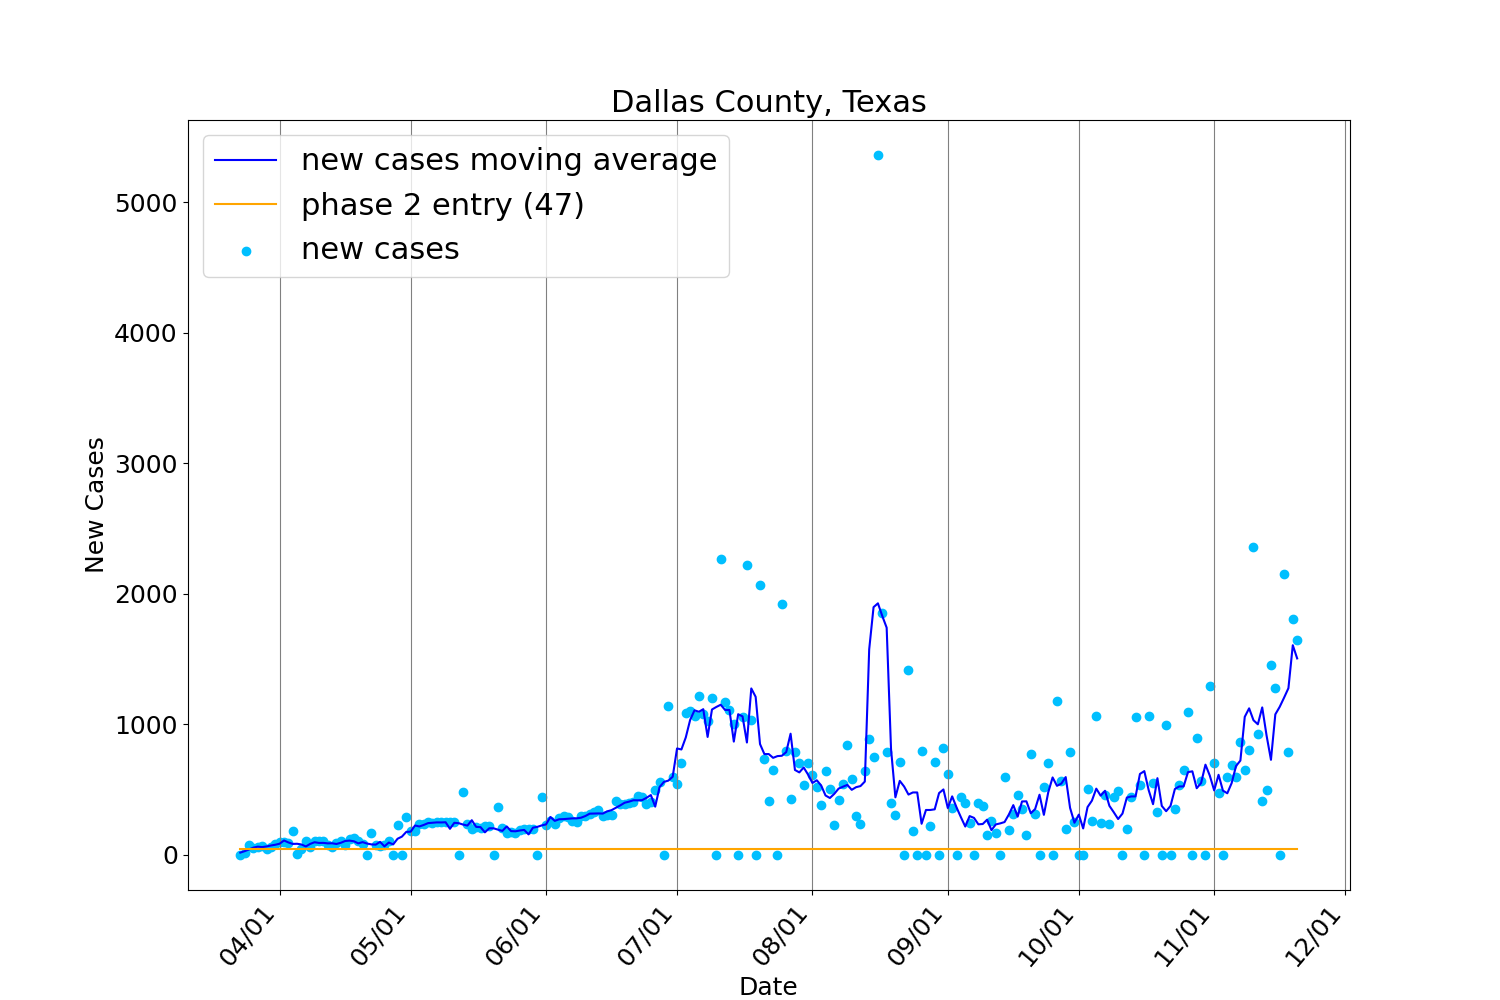 Dallas County, Texas
new cases moving average
phase 2 entry (47)
new cases
New Cases
5000
4000
3000
2000
1000
0
04/01
05/01
06/01
07/01
08/01
09/01
10/01
11/01
12/01
Date